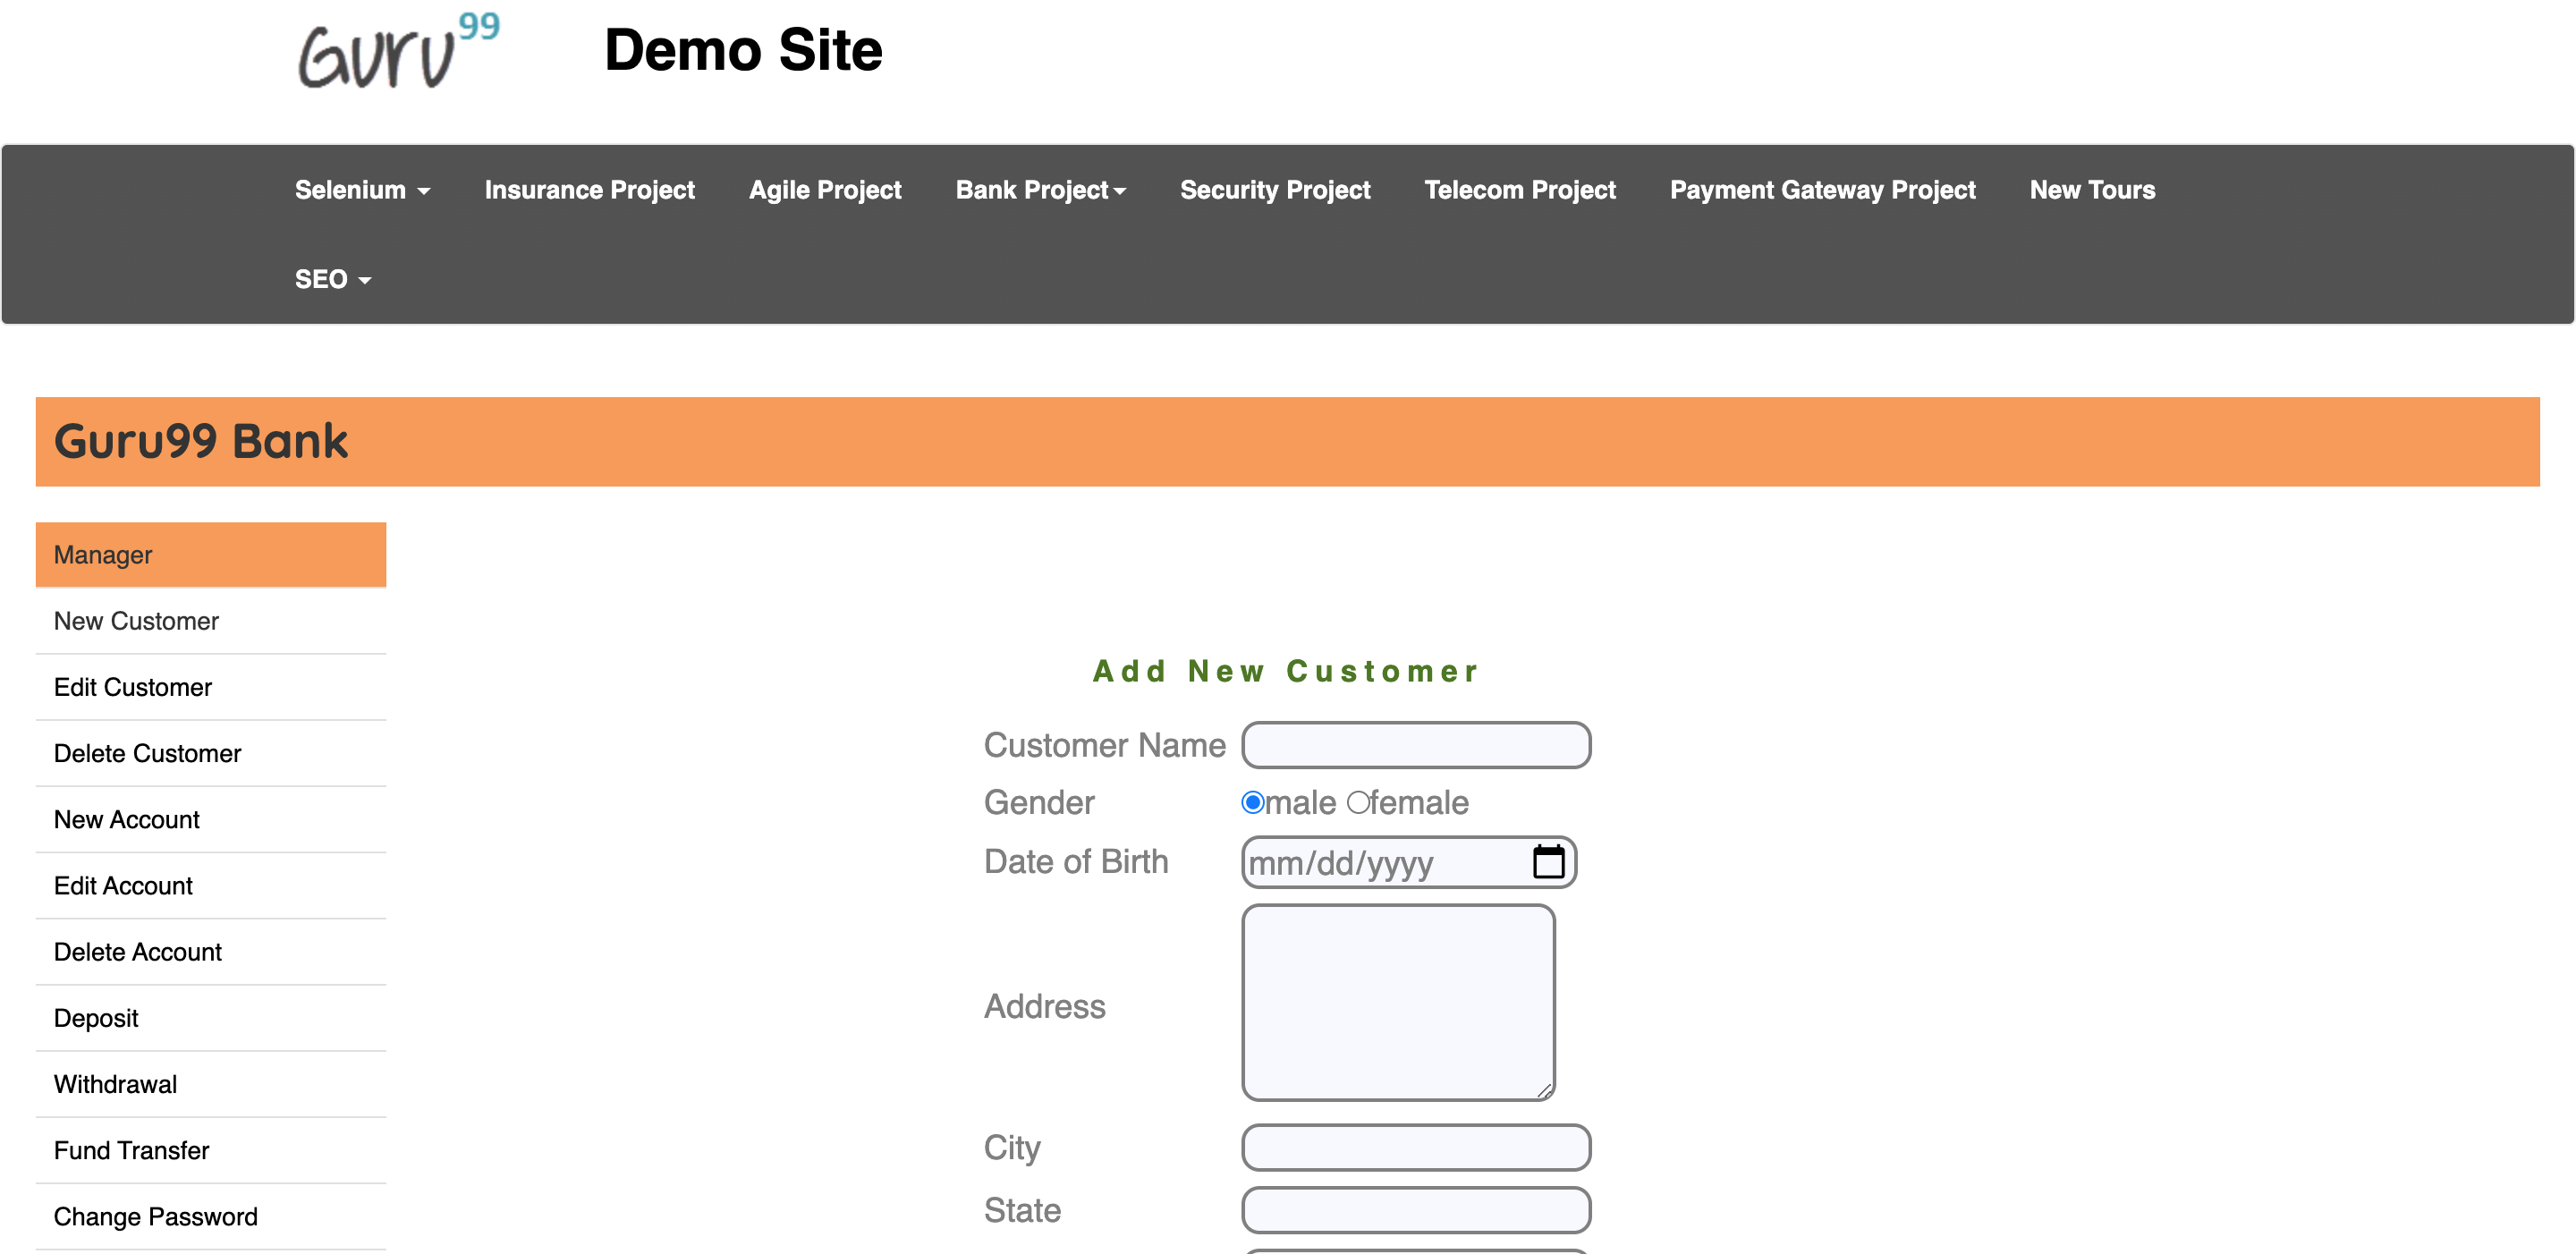 Guru99
Demo Site
Selenium Insurance Project Agile Project Bank Project Security Project Telecom Project Payment Gateway Project New Tours
SEO
Guru99 Bank
Manager
New Customer
Edit Customer
Delete Customer
New Account
Edit Account
Delete Account
Deposit
Withdrawal
Fund Transfer
Change Password
Add New Customer
Customer Name
Gender male female
Date of Birth mm/dd/yyyy
Address
City
State